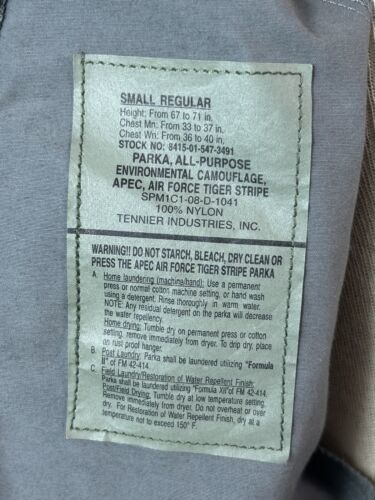 SMALL REGULAR
Height: From 67 to 71 in.
Chest Mn: From 33 to 37 in.
Chest Wn: From 36 to 40 in.
STOCK NO: 8415-01-547-3491
PARKA, ALL-PURPOSE
ENVIRONMENTAL CAMOUFLAGE,
APEC, AIR FORCE TIGER STRIPE
SPM1C1-08-D-1041
100% NYLON
TENNIER INDUSTRIES, INC.
WARNING!! DO NOT STARCH, BLEACH, DRY CLEAN OR
PRESS THE APEC AIR FORCE TIGER STRIPE PARKA
A. Home laundering (machine/hand): Use a permanent
press or normal cotton machine setting, or hand wash
using a detergent. Rinse thoroughly in warm water.
NOTE: Any residual detergent on the parka will decrease
the water repellency.
Home drying: Tumble dry on permanent press or cotton
setting, remove immediately from dryer. To drip dry, place
on rust proof hanger.
B. Post Laundry: Parka shall be laundered utilizing "Formula
II" of FM 42-414.
C. Field Laundry/Restoration of Water Repellent Finish:
Parka shall be laundered utilizing "Formula XII" of FM 42-414.
Post/Field Drying: Tumble dry at low temperature setting.
Remove immediately from dryer. Do not overheat or over
dry. For Restoration of Water Repellent Finish, dry at a
temperature not to exceed 150° F.